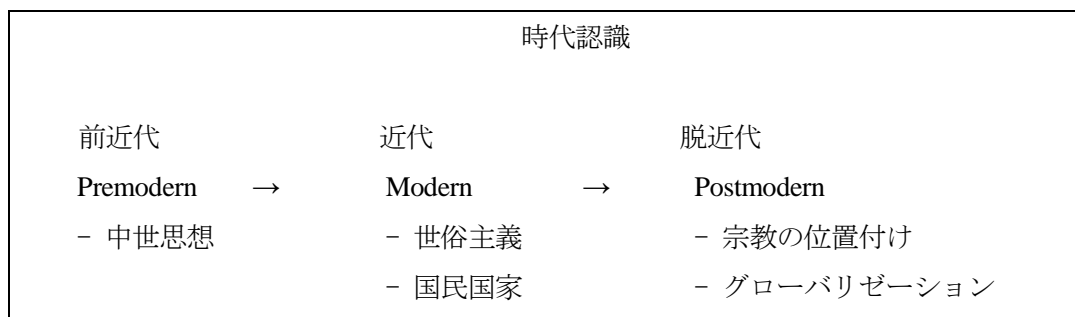 時代認識
前近代 近代 脱近代
Premodern → Modern → Postmodern
- 中世思想 - 世俗主義 - 宗教の位置付け
- 国民国家 - グローバリゼーション